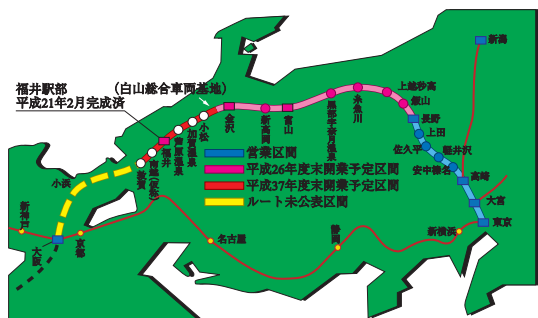 新潟
福井駅部
平成21年2月完成済
(白山総合車両基地)
上越妙高
飯山
糸魚川
黒部宇奈月温泉
富山
新高岡
金沢
小松
加賀温泉
芦原温泉
福井
南越(仮称)
敦賀
長野
上田
佐久平
軽井沢
安中榛名
高崎
大宮
東京
営業区間
平成26年度末開業予定区間
平成37年度末開業予定区間
ルート未公表区間
小浜
新神戸
大阪
京都
名古屋
静岡
新横浜